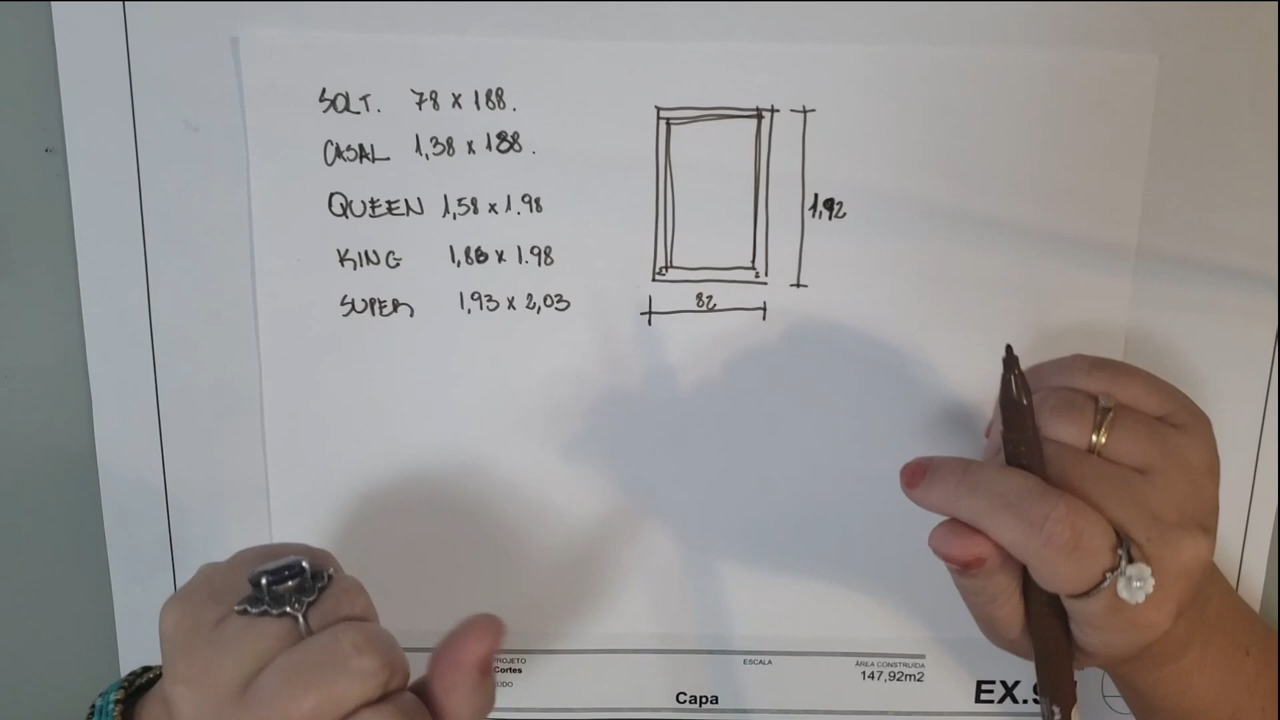 SOLT. 78 x 188.
CASAL 1,38 x 188.
QUEEN 1,58 x 1.98
KING 1,86 x 1.98
SUPER 1,93 x 2,03
1,92
82
PROJETO
Cortes
ESCALA
ÁREA CONSTRUÍDA
147,92m2
Capa